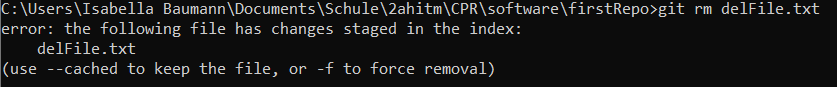 C:\Users\Isabella Baumann\Documents\Schule\2ahitm\CPR\software\firstRepo>git rm delFile.txt
error: the following file has changes staged in the index:
    delFile.txt
(use --cached to keep the file, or -f to force removal)